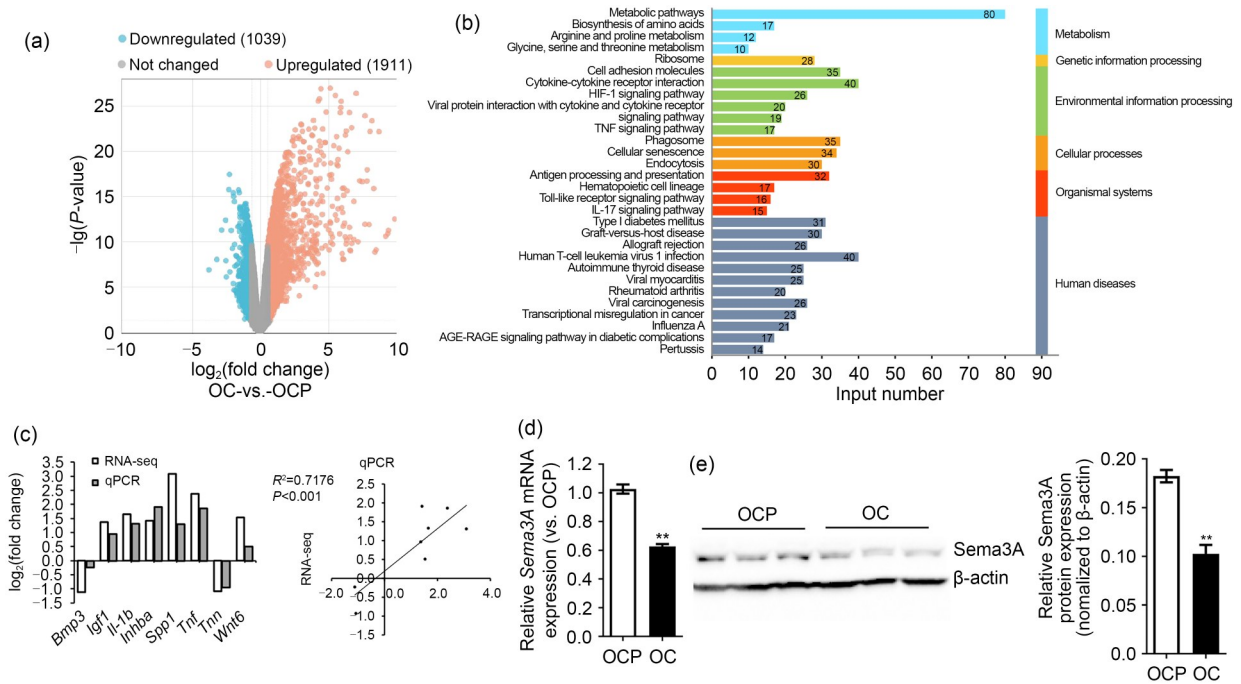 (a)
Downregulated (1039)
Not changed
Upregulated (1911)
−lg(P-value)
25
20
15
10
5
0
−10
−5
0
5
10
log₂(fold change)
OC-vs.-OCP
(b)
Metabolic pathways
80
Biosynthesis of amino acids
17
Arginine and proline metabolism
12
Glycine, serine and threonine metabolism
10
Ribosome
28
Cell adhesion molecules
35
Cytokine-cytokine receptor interaction
40
HIF-1 signaling pathway
26
Viral protein interaction with cytokine and cytokine receptor
20
signaling pathway
19
TNF signaling pathway
17
Phagosome
35
Cellular senescence
34
Endocytosis
30
Antigen processing and presentation
32
Hematopoietic cell lineage
17
Toll-like receptor signaling pathway
16
IL-17 signaling pathway
15
Type I diabetes mellitus
31
Graft-versus-host disease
30
Allograft rejection
26
Human T-cell leukemia virus 1 infection
40
Autoimmune thyroid disease
25
Viral myocarditis
25
Rheumatoid arthritis
20
Viral carcinogenesis
26
Transcriptional misregulation in cancer
23
Influenza A
21
AGE-RAGE signaling pathway in diabetic complications
17
Pertussis
14
0 10 20 30 40 50 60 70 80 90
Input number
Metabolism
Genetic information processing
Environmental information processing
Cellular processes
Organismal systems
Human diseases
(c)
log₂(fold change)
3.5
3.0
2.5
2.0
1.5
1.0
0.5
0.0
−0.5
−1.0
−1.5
RNA-seq
qPCR
Bmp3
Igf1
Il-1b
Inhba
Spp1
Tnf
Tnn
Wnt6
R²=0.7176
P<0.001
qPCR
RNA-seq
2.5
2.0
1.5
1.0
0.5
0.0
−0.5
−1.0
−1.5
−2.0
0.0
2.0
4.0
(d)
Relative Sema3A mRNA
expression (vs. OCP)
1.2
1.0
0.8
0.6
0.4
0.2
0.0
**
OCP
OC
(e)
OCP
OC
Sema3A
β-actin
Relative Sema3A
protein expression
(nomalized to β-actin)
0.20
0.15
0.10
0.05
0.00
**
OCP
OC